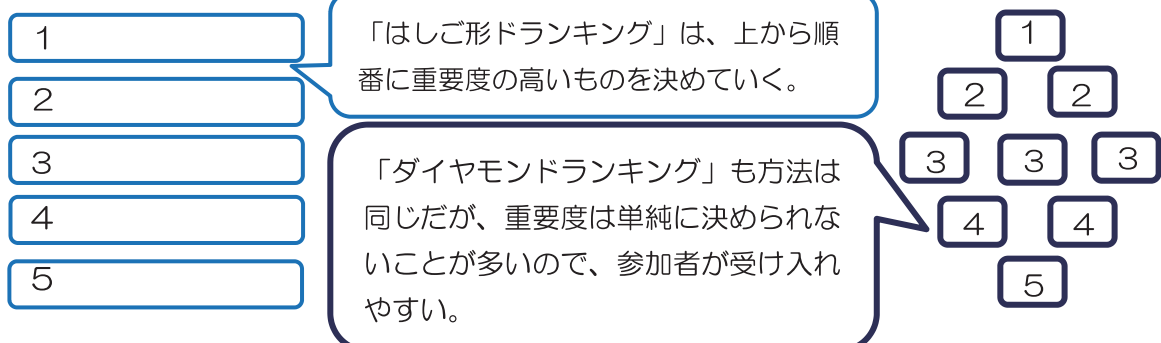 1
2
3
4
5
「はしご形ドランキング」は、上から順
番に重要度の高いものを決めていく。
「ダイヤモンドランキング」も方法は
同じだが、重要度は単純に決められな
いことが多いので、参加者が受け入れ
やすい。
1
2 2
3 3 3
4 4
5